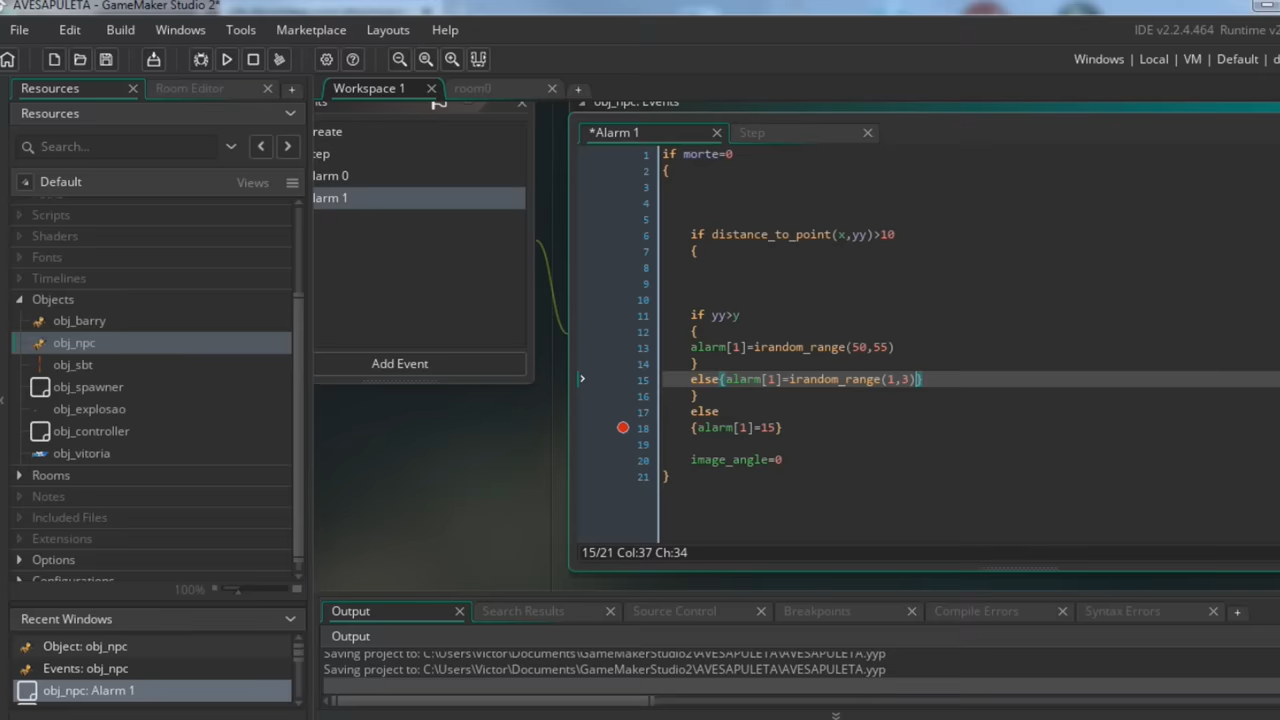 AVESAPULETA - GameMaker Studio 2*
File Edit Build Windows Tools Marketplace Layouts Help
IDE v2.2.4.464 Runtime v2
Windows | Local | VM | Default |
Resources
Room Editor
Workspace 1
room0
Resources
Search...
Default
Views
Scripts
Shaders
Fonts
Timelines
Objects
obj_barry
obj_npc
obj_sbt
obj_spawner
obj_explosao
obj_controller
obj_vitoria
Rooms
Notes
Included Files
Extensions
Options
Configurations
100%
Recent Windows
Object: obj_npc
Events: obj_npc
obj_npc: Alarm 1
nts
reate
tep
larm 0
larm 1
Add Event
obj_npc: Events
*Alarm 1
Step
1 if morte=0
2 {
3
4
5
6 if distance_to_point(x,yy)>10
7 {
8
9
10
11 if yy>y
12 {
13 alarm[1]=irandom_range(50,55)
14 }
15 else{alarm[1]=irandom_range(1,3)}
16 }
17 else
18 {alarm[1]=15}
19
20 image_angle=0
21 }
15/21 Col:37 Ch:34
Output
Search Results
Source Control
Breakpoints
Compile Errors
Syntax Errors
Output
Saving project to: C:\Users\Victor\Documents\GameMakerStudio2\AVESAPULETA\AVESAPULETA.yyp
Saving project to: C:\Users\Victor\Documents\GameMakerStudio2\AVESAPULETA\AVESAPULETA.yyp